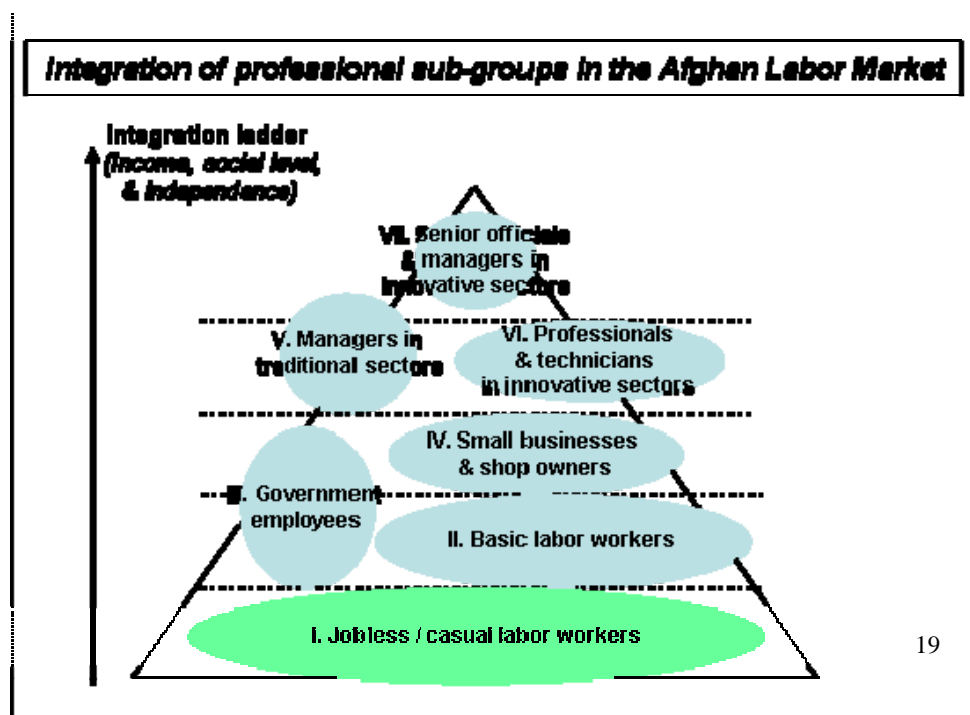 Integration of professional sub-groups in the Afghan Labor Market
Integration ladder
(Income, social level,
& independence)
VII. Senior officials
& managers in
innovative sectors
V. Managers in
traditional sectors
VI. Professionals
& technicians
in innovative sectors
IV. Small businesses
& shop owners
III. Government
employees
II. Basic labor workers
I. Jobless / casual labor workers
19